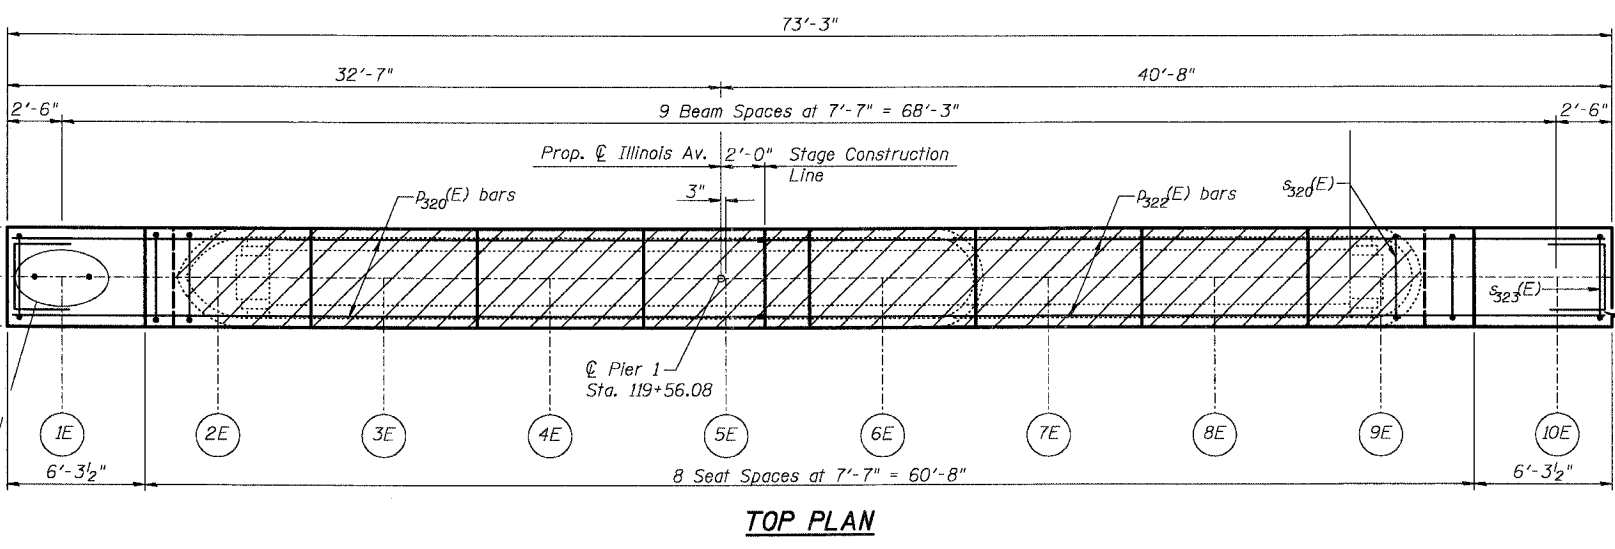 73'-3"
32'-7" 40'-8"
2'-6" 9 Beam Spaces at 7'-7" = 68'-3" 2'-6"
Prop. ℄ Illinois Av. 2'-0" Stage Construction
Line
3"
p320(E) bars
p322(E) bars
s320(E)
s323(E)
℄ Pier 1
Sta. 119+56.08
1E 2E 3E 4E 5E 6E 7E 8E 9E 10E
6'-3½" 8 Seat Spaces at 7'-7" = 60'-8" 6'-3½"
TOP PLAN